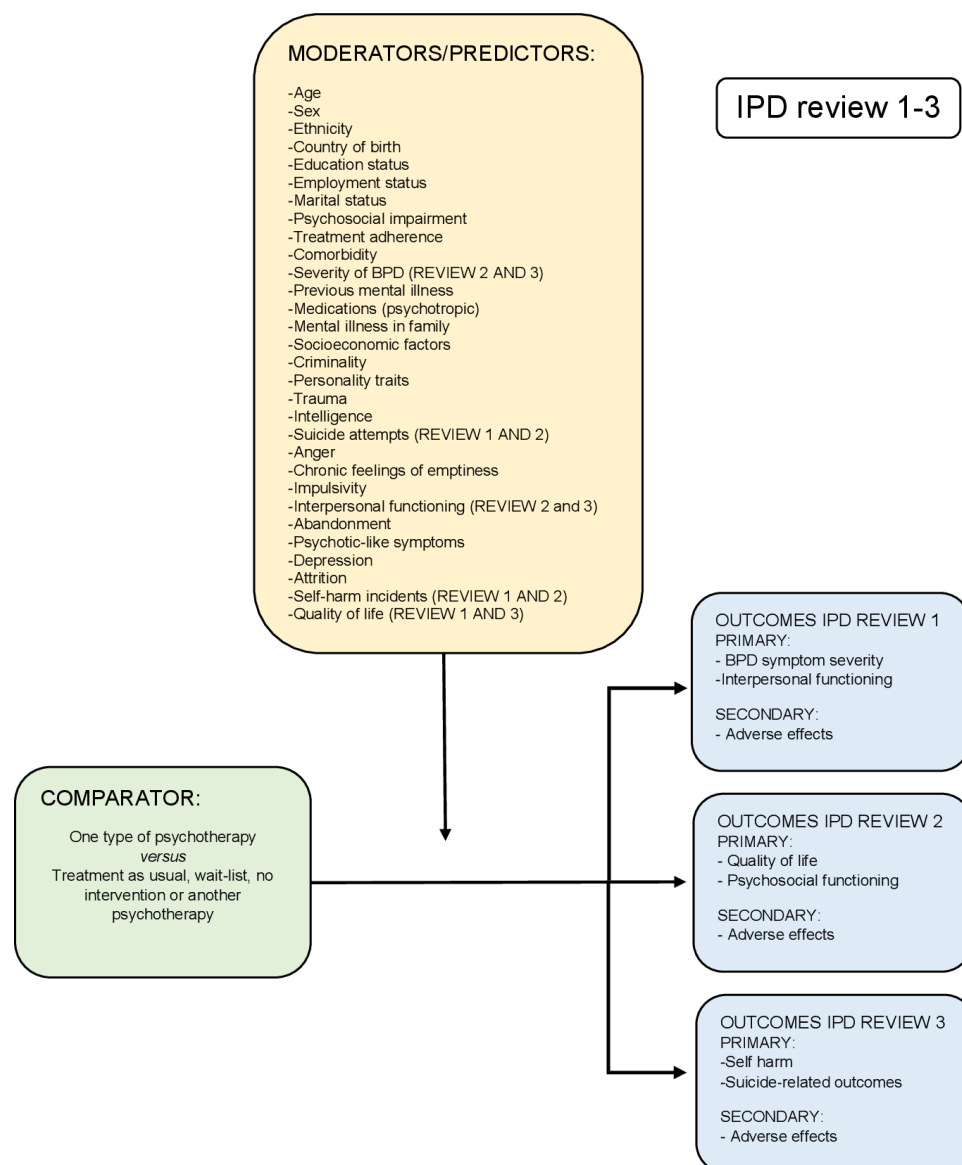 MODERATORS/PREDICTORS:
-Age
-Sex
-Ethnicity
-Country of birth
-Education status
-Employment status
-Marital status
-Psychosocial impairment
-Treatment adherence
-Comorbidity
-Severity of BPD (REVIEW 2 AND 3)
-Previous mental illness
-Medications (psychotropic)
-Mental illness in family
-Socioeconomic factors
-Criminality
-Personality traits
-Trauma
-Intelligence
-Suicide attempts (REVIEW 1 AND 2)
-Anger
-Chronic feelings of emptiness
-Impulsivity
-Interpersonal functioning (REVIEW 2 and 3)
-Abandonment
-Psychotic-like symptoms
-Depression
-Attrition
-Self-harm incidents (REVIEW 1 AND 2)
-Quality of life (REVIEW 1 AND 3)
IPD review 1-3
COMPARATOR:
One type of psychotherapy
versus
Treatment as usual, wait-list, no
intervention or another
psychotherapy
OUTCOMES IPD REVIEW 1
PRIMARY:
- BPD symptom severity
-Interpersonal functioning
SECONDARY:
- Adverse effects
OUTCOMES IPD REVIEW 2
PRIMARY:
- Quality of life
- Psychosocial functioning
SECONDARY:
- Adverse effects
OUTCOMES IPD REVIEW 3
PRIMARY:
-Self harm
-Suicide-related outcomes
SECONDARY:
- Adverse effects